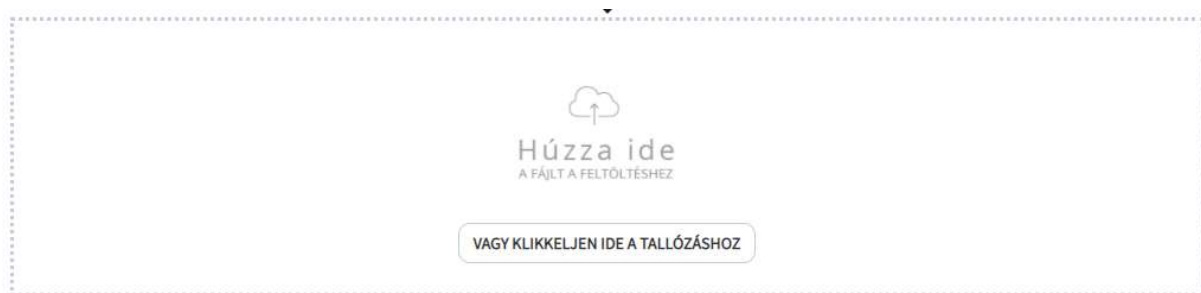 Húzza ide
A FÁJLT A FELTÖLTÉSHEZ
VAGY KLIKKELJEN IDE A TALLÓZÁSHOZ